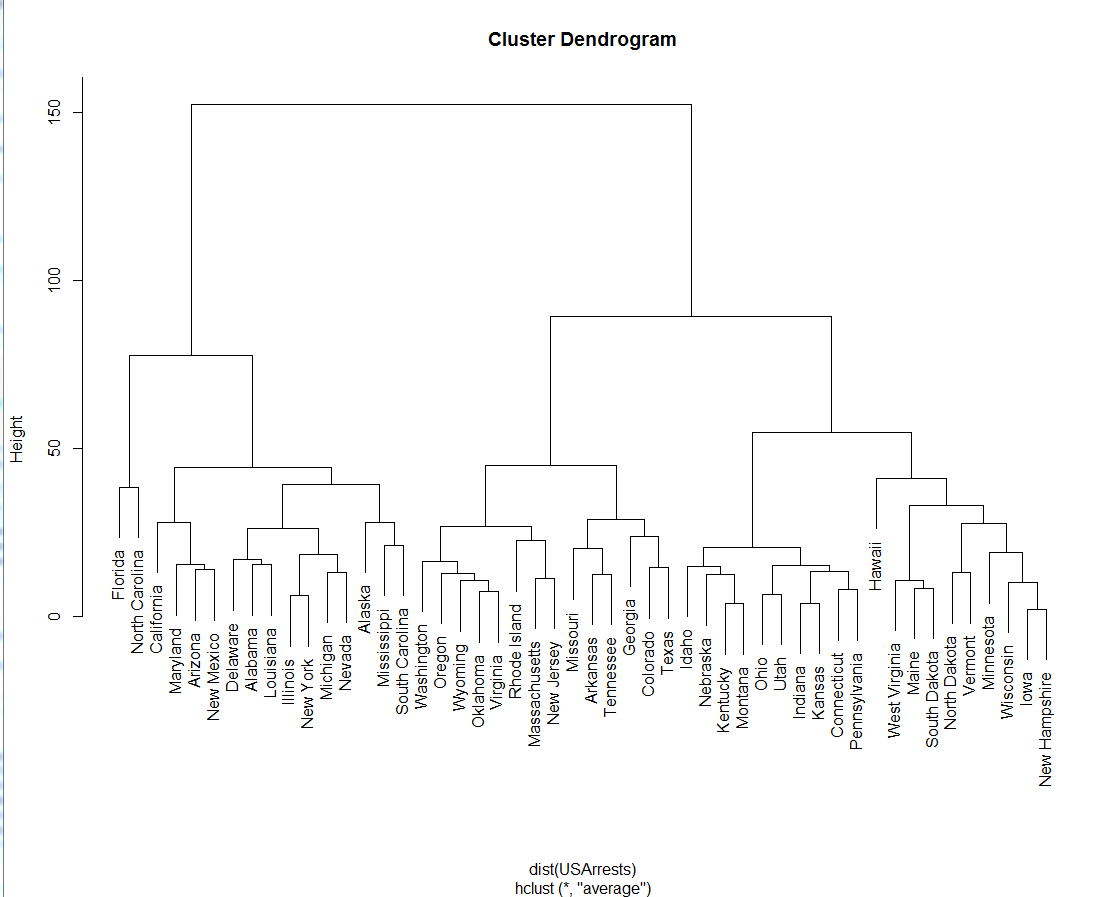 Cluster Dendrogram
Height
150
100
50
0
Florida
North Carolina
California
Maryland
Arizona
New Mexico
Delaware
Alabama
Louisiana
Illinois
New York
Michigan
Nevada
Alaska
Mississippi
South Carolina
Washington
Oregon
Wyoming
Oklahoma
Virginia
Rhode Island
Massachusetts
New Jersey
Missouri
Arkansas
Tennessee
Georgia
Colorado
Texas
Idaho
Nebraska
Kentucky
Montana
Ohio
Utah
Indiana
Kansas
Connecticut
Pennsylvania
Hawaii
West Virginia
Maine
South Dakota
North Dakota
Vermont
Minnesota
Wisconsin
Iowa
New Hampshire
dist(USArrests)
hclust (*, "average")